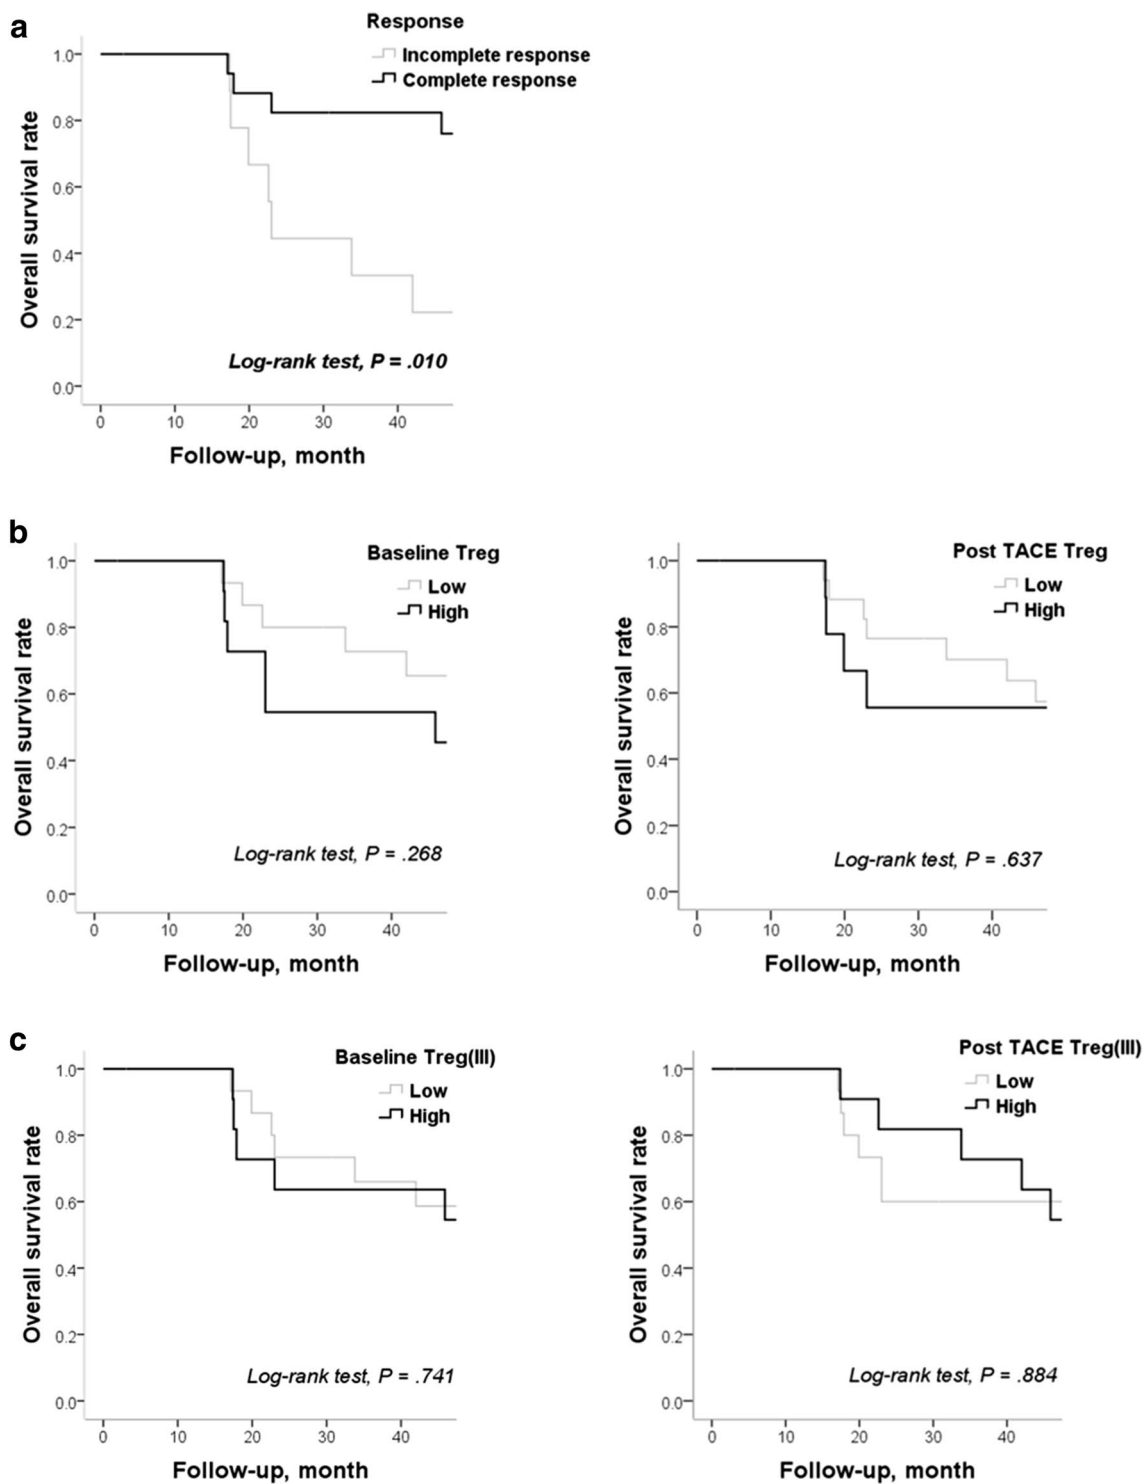 a
Response
Incomplete response
Complete response
1.0
0.8
0.6
0.4
0.2
0.0
Overall survival rate
Log-rank test, P = .010
0 10 20 30 40
Follow-up, month
b
Baseline Treg
Low
High
1.0
0.8
0.6
0.4
0.2
0.0
Overall survival rate
Log-rank test, P = .268
0 10 20 30 40
Follow-up, month
Post TACE Treg
Low
High
1.0
0.8
0.6
0.4
0.2
0.0
Overall survival rate
Log-rank test, P = .637
0 10 20 30 40
Follow-up, month
c
Baseline Treg(III)
Low
High
1.0
0.8
0.6
0.4
0.2
0.0
Overall survival rate
Log-rank test, P = .741
0 10 20 30 40
Follow-up, month
Post TACE Treg(III)
Low
High
1.0
0.8
0.6
0.4
0.2
0.0
Overall survival rate
Log-rank test, P = .884
0 10 20 30 40
Follow-up, month